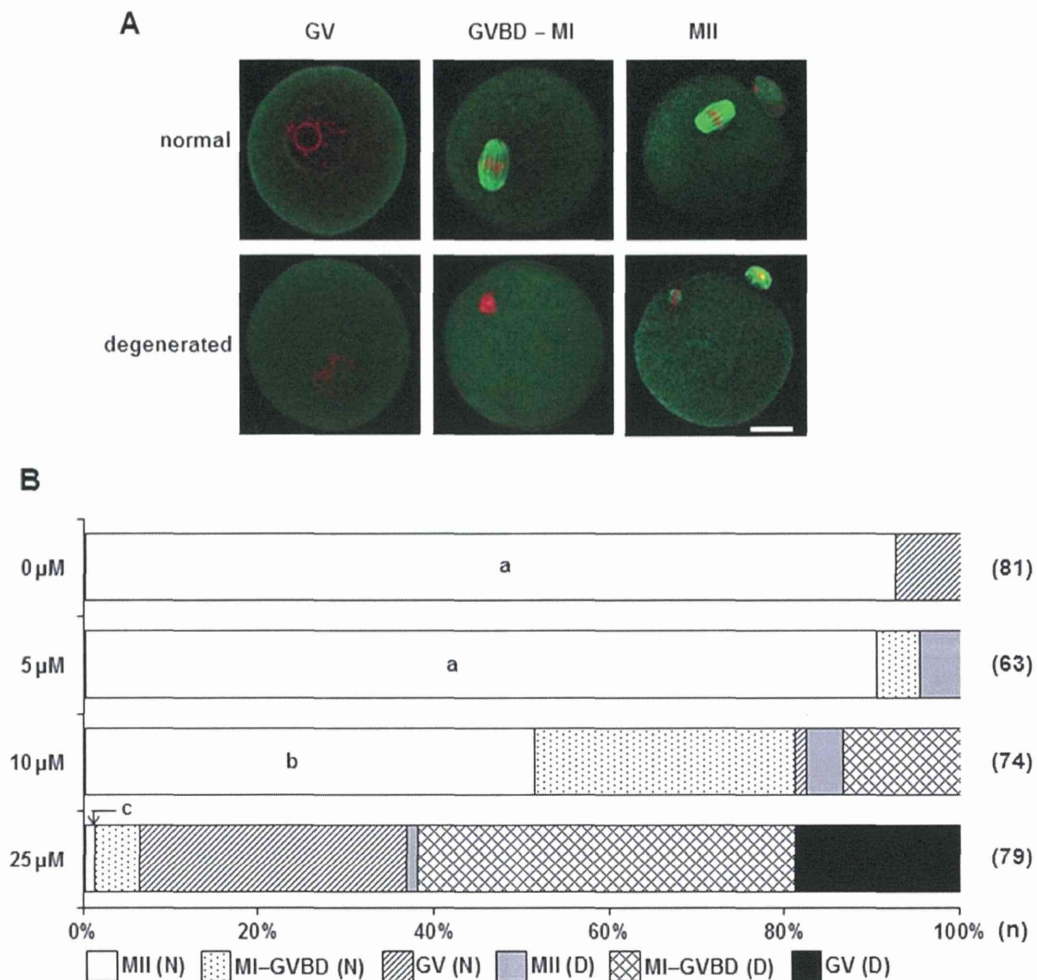 A
GV GVBD – MI MII
normal
degenerated
B
0 µM a (81)
5 µM a (63)
10 µM b (74)
c
25 µM (79)
0% 20% 40% 60% 80% 100% (n)
MII (N) MI–GVBD (N) GV (N) MII (D) MI–GVBD (D) GV (D)